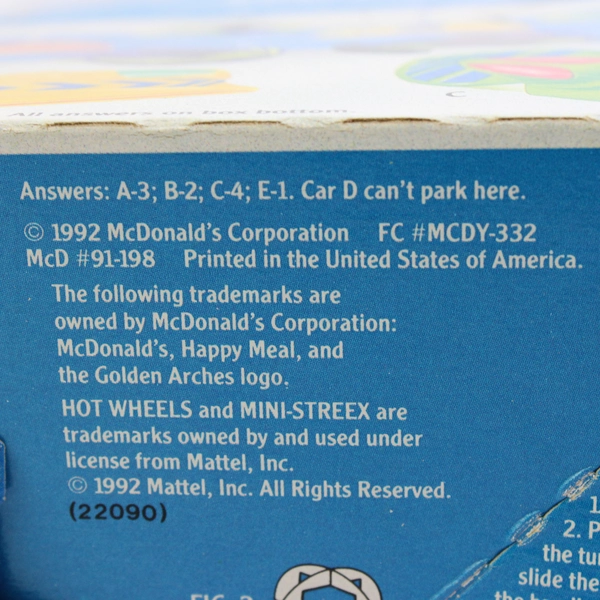 C
All answers on box bottom.
Answers: A-3; B-2; C-4; E-1. Car D can't park here.
© 1992 McDonald's Corporation FC #MCDY-332
McD #91-198 Printed in the United States of America.
The following trademarks are
owned by McDonald's Corporation:
McDonald's, Happy Meal, and
the Golden Arches logo.
HOT WHEELS and MINI-STREEX are
trademarks owned by and used under
license from Mattel, Inc.
© 1992 Mattel, Inc. All Rights Reserved.
(22090)
1.
2. P
the tu
slide the